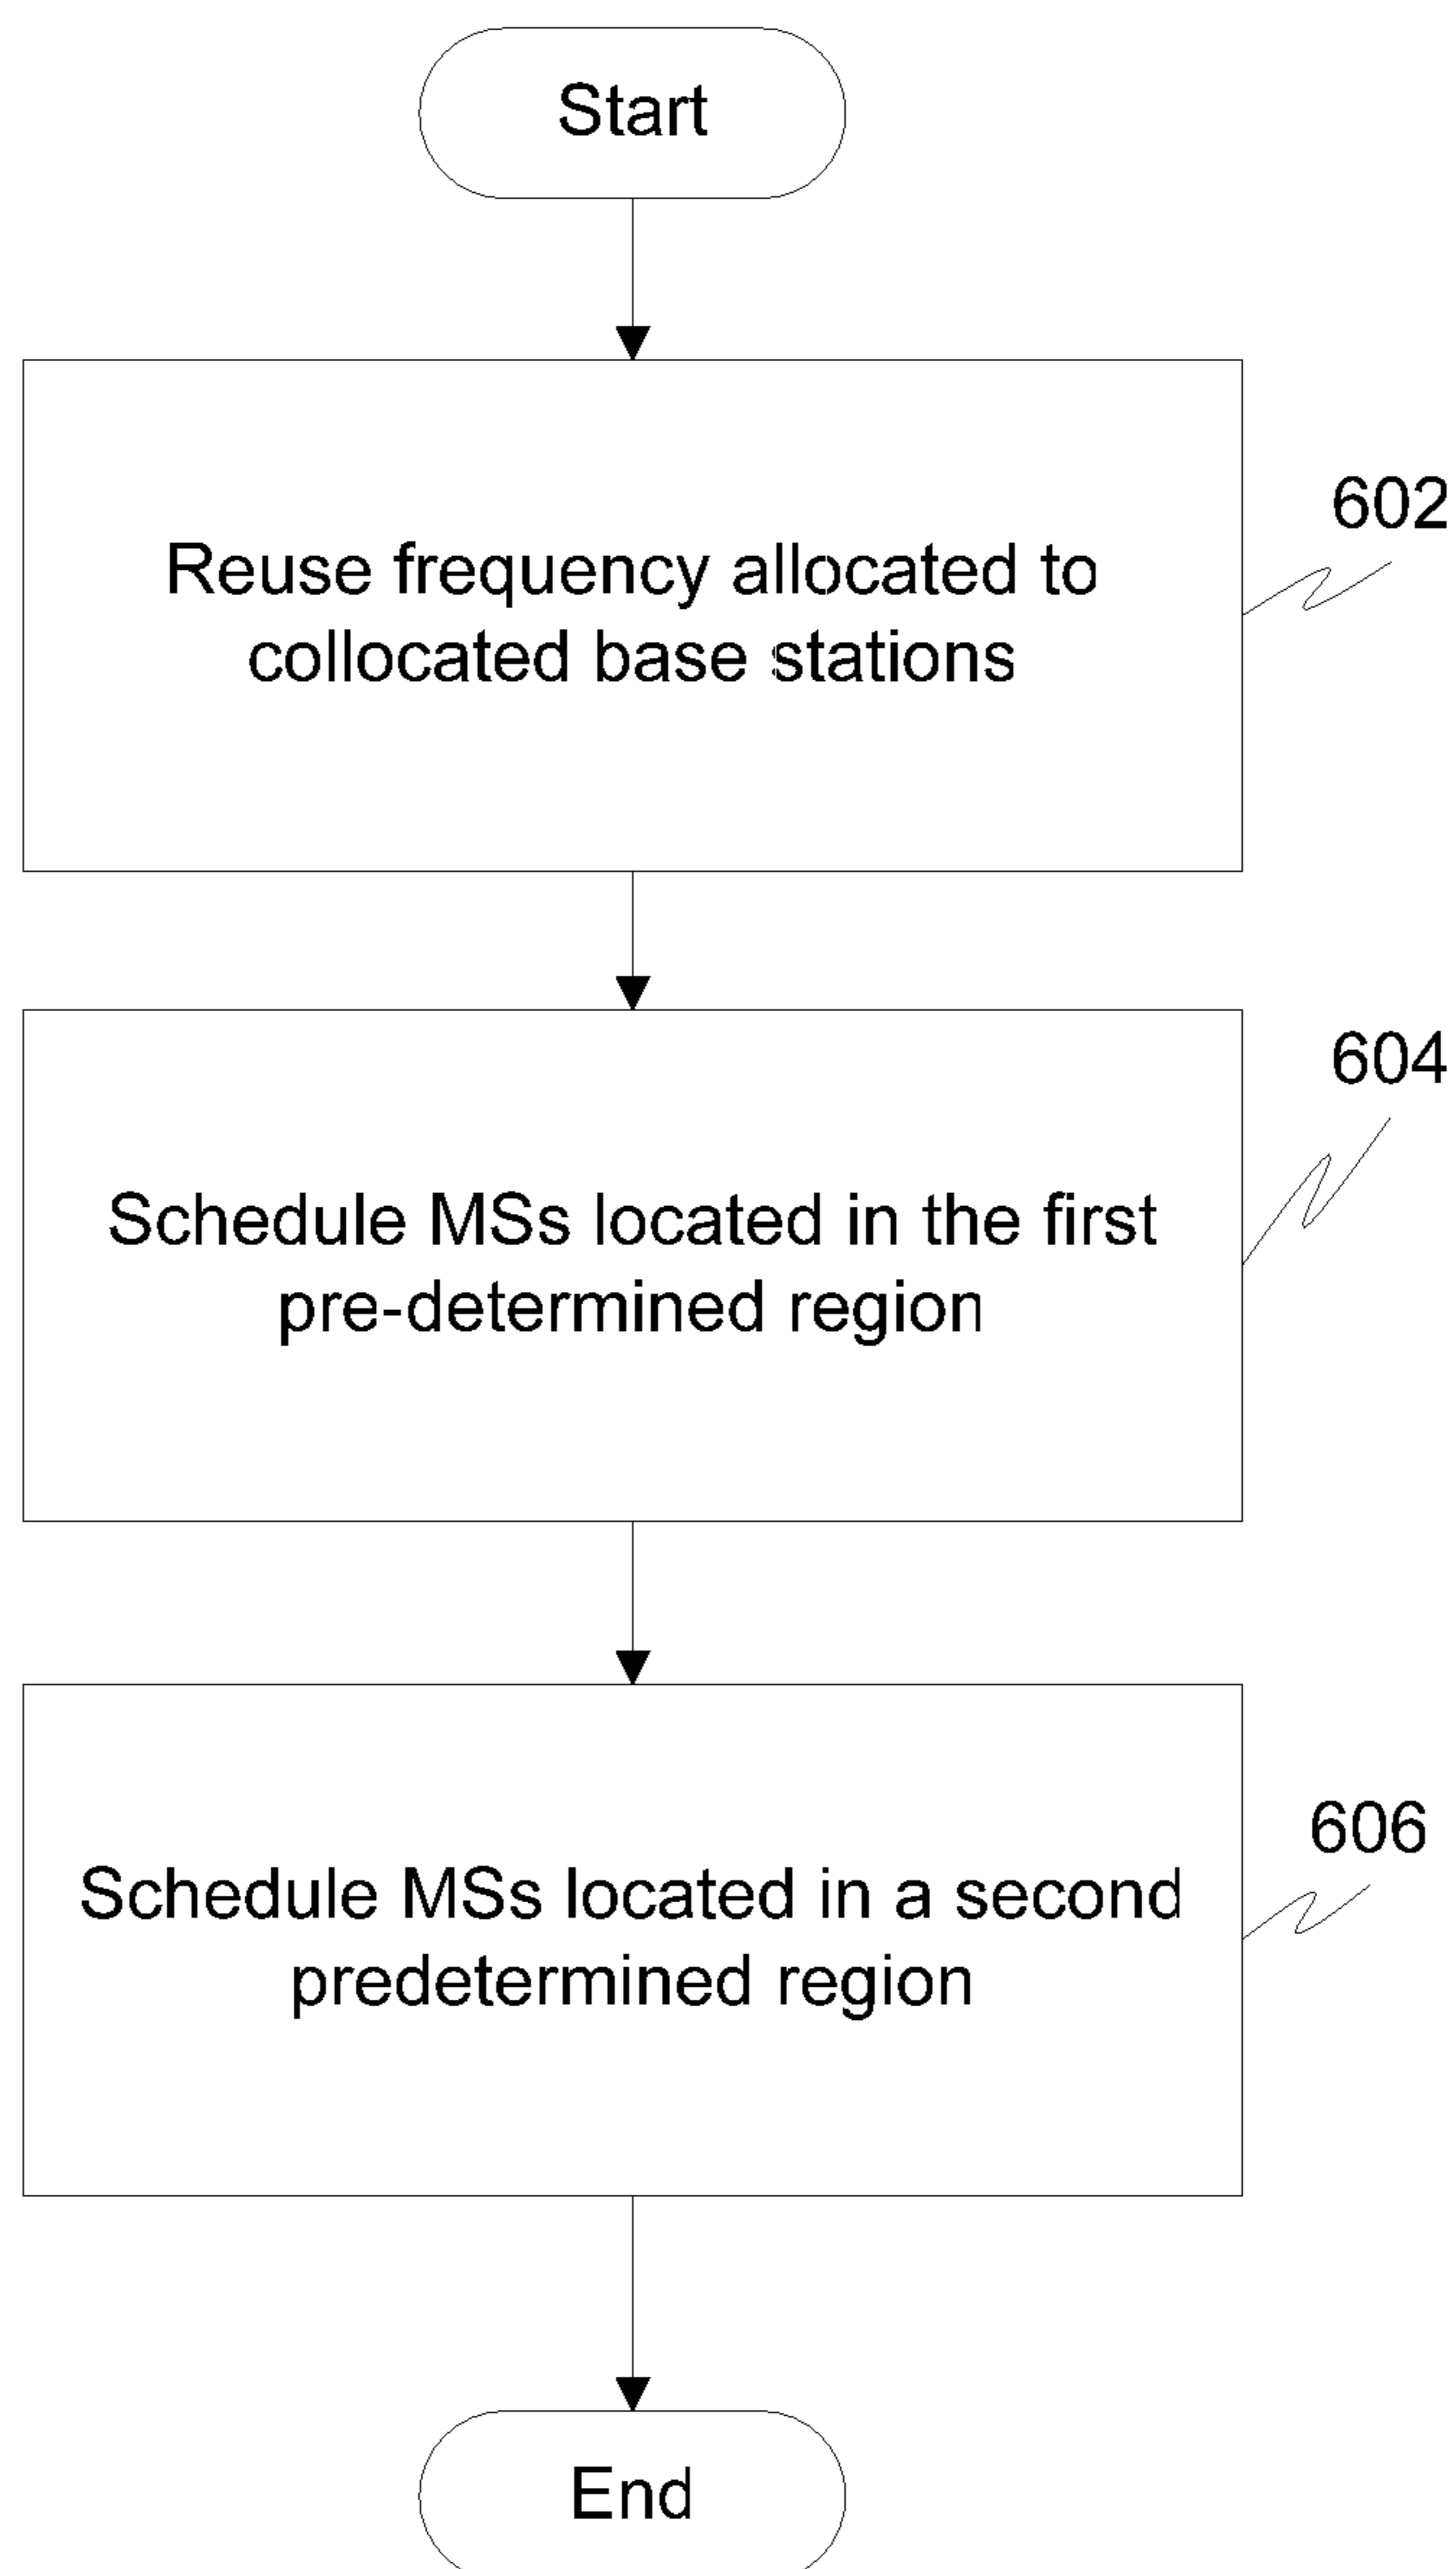 Start
Reuse frequency allocated to
collocated base stations
602
Schedule MSs located in the first
pre-determined region
604
Schedule MSs located in a second
predetermined region
606
End